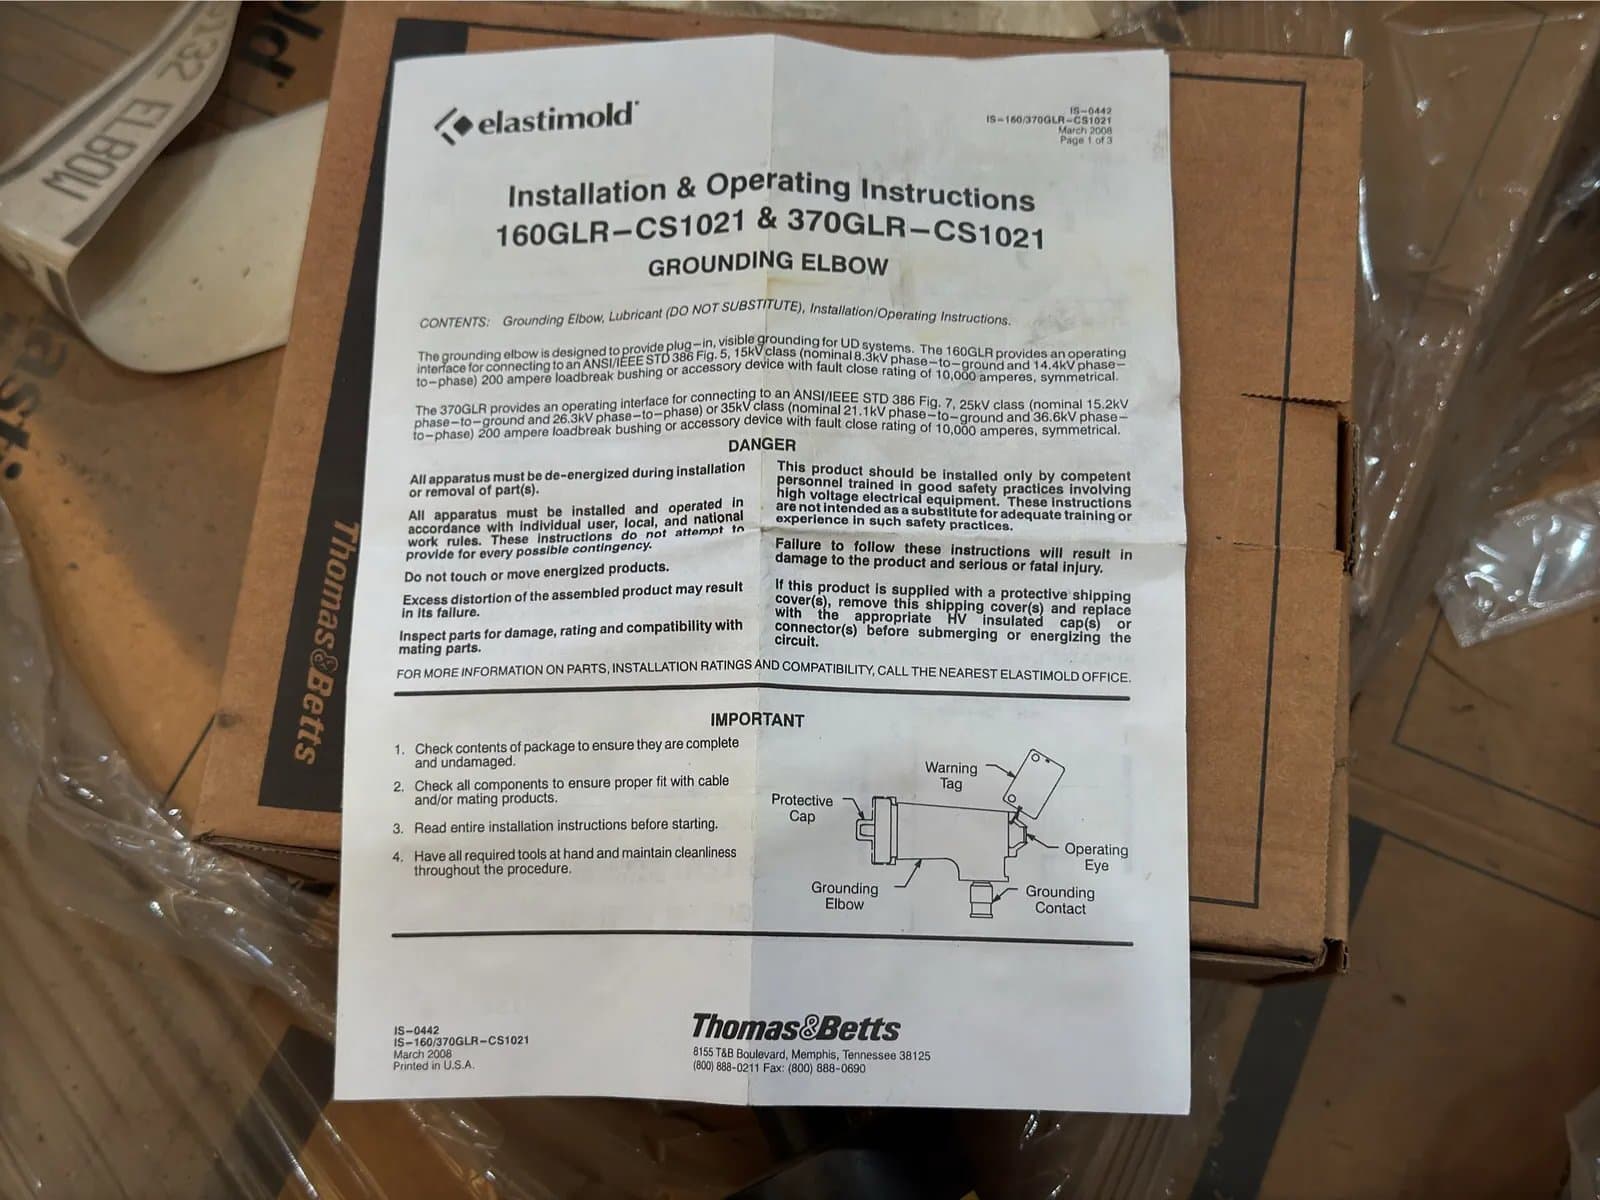 elastimold
IS-0442
IS-160/370GLR-CS1021
March 2008
Page 1 of 3
Installation & Operating Instructions
160GLR-CS1021 & 370GLR-CS1021
GROUNDING ELBOW
CONTENTS: Grounding Elbow, Lubricant (DO NOT SUBSTITUTE), Installation/Operating Instructions.
The grounding elbow is designed to provide plug-in, visible grounding for UD systems. The 160GLR provides an operating
interface for connecting to an ANSI/IEEE STD 386 Fig. 5, 15kV class (nominal 8.3kV phase-to-ground and 14.4kV phase-
to-phase) 200 ampere loadbreak bushing or accessory device with fault close rating of 10,000 amperes, symmetrical.
The 370GLR provides an operating interface for connecting to an ANSI/IEEE STD 386 Fig. 7, 25kV class (nominal 15.2kV
phase-to-ground and 26.3kV phase-to-phase) or 35kV class (nominal 21.1kV phase-to-ground and 36.6kV phase-
to-phase) 200 ampere loadbreak bushing or accessory device with fault close rating of 10,000 amperes, symmetrical.
DANGER
All apparatus must be de-energized during installation
or removal of part(s).
All apparatus must be installed and operated in
accordance with individual user, local, and national
work rules. These instructions do not attempt to
provide for every possible contingency.
Do not touch or move energized products.
Excess distortion of the assembled product may result
in its failure.
Inspect parts for damage, rating and compatibility with
mating parts.
This product should be installed only by competent
personnel trained in good safety practices involving
high voltage electrical equipment. These instructions
are not intended as a substitute for adequate training or
experience in such safety practices.
Failure to follow these instructions will result in
damage to the product and serious or fatal injury.
If this product is supplied with a protective shipping
cover(s), remove this shipping cover(s) and replace
with the appropriate HV insulated cap(s) or
connector(s) before submerging or energizing the
circuit.
FOR MORE INFORMATION ON PARTS, INSTALLATION RATINGS AND COMPATIBILITY, CALL THE NEAREST ELASTIMOLD OFFICE.
IMPORTANT
1. Check contents of package to ensure they are complete
and undamaged.
2. Check all components to ensure proper fit with cable
and/or mating products.
3. Read entire installation instructions before starting.
4. Have all required tools at hand and maintain cleanliness
throughout the procedure.
Warning
Tag
Protective
Cap
Operating
Eye
Grounding
Elbow
Grounding
Contact
IS-0442
IS-160/370GLR-CS1021
March 2008
Printed in U.S.A.
Thomas&Betts
8155 T&B Boulevard, Memphis, Tennessee 38125
(800) 888-0211 Fax: (800) 888-0690
Thomas&Betts
ELBOW